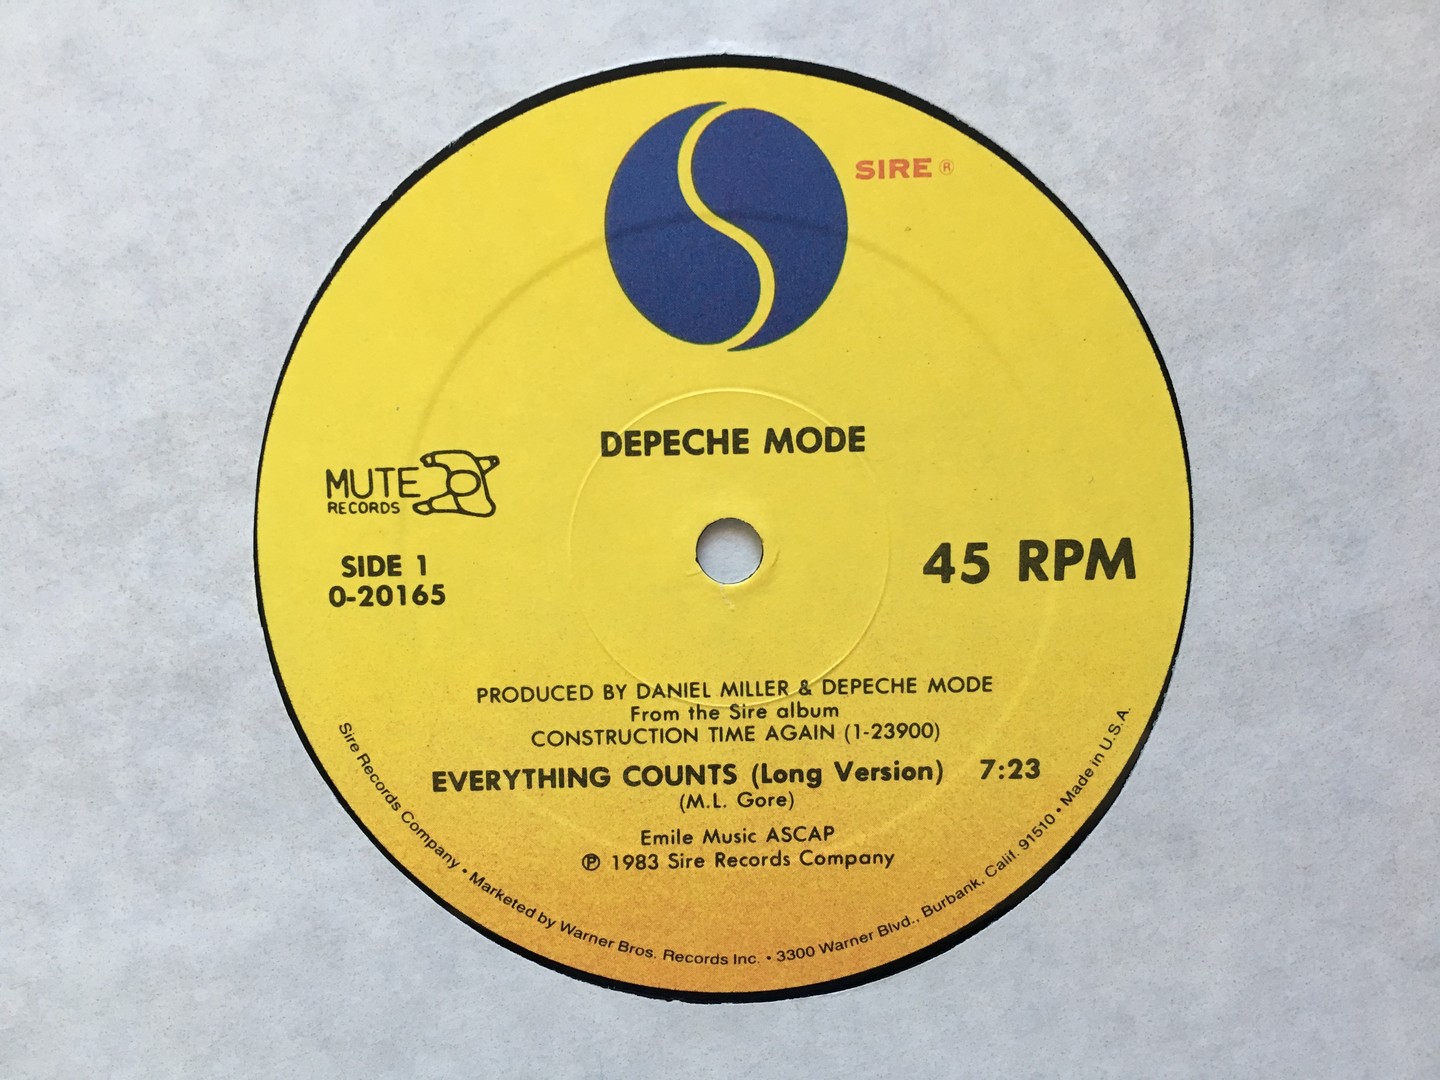 SIRE ®
DEPECHE MODE
MUTE
RECORDS
SIDE 1
0-20165
45 RPM
PRODUCED BY DANIEL MILLER & DEPECHE MODE
From the Sire album
CONSTRUCTION TIME AGAIN (1-23900)
EVERYTHING COUNTS (Long Version) 7:23
(M.L. Gore)
Emile Music ASCAP
℗ 1983 Sire Records Company
Sire Records Company • Marketed by Warner Bros. Records Inc. • 3300 Warner Blvd., Burbank, Calif. 91510 • Made in U.S.A.